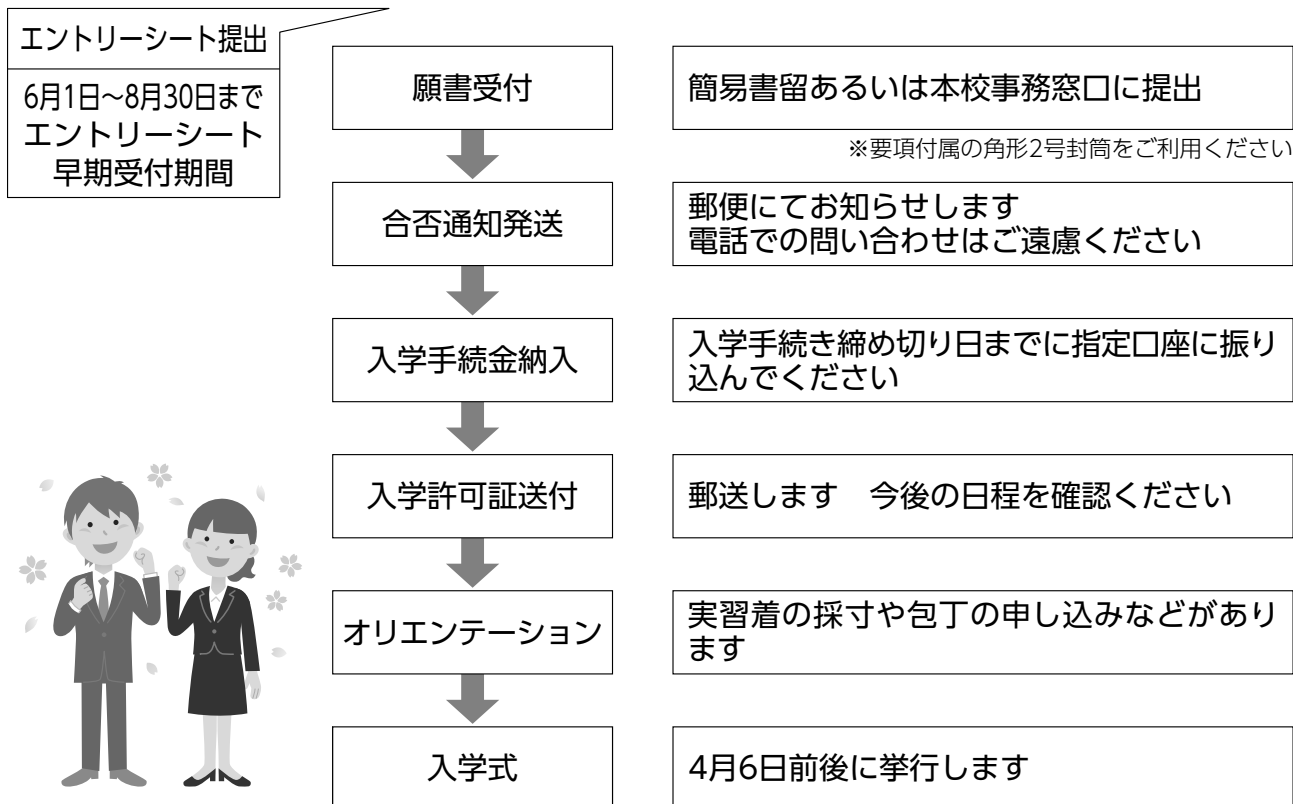 エントリーシート提出
6月1日～8月30日まで
エントリーシート
早期受付期間
願書受付
簡易書留あるいは本校事務窓口に提出
※要項付属の角形2号封筒をご利用ください
合否通知発送
郵便にてお知らせします
電話での問い合わせはご遠慮ください
入学手続金納入
入学手続き締め切り日までに指定口座に振り
込んでください
入学許可証送付
郵送します　今後の日程を確認ください
オリエンテーション
実習着の採寸や包丁の申し込みなどがあり
ます
入学式
4月6日前後に挙行します